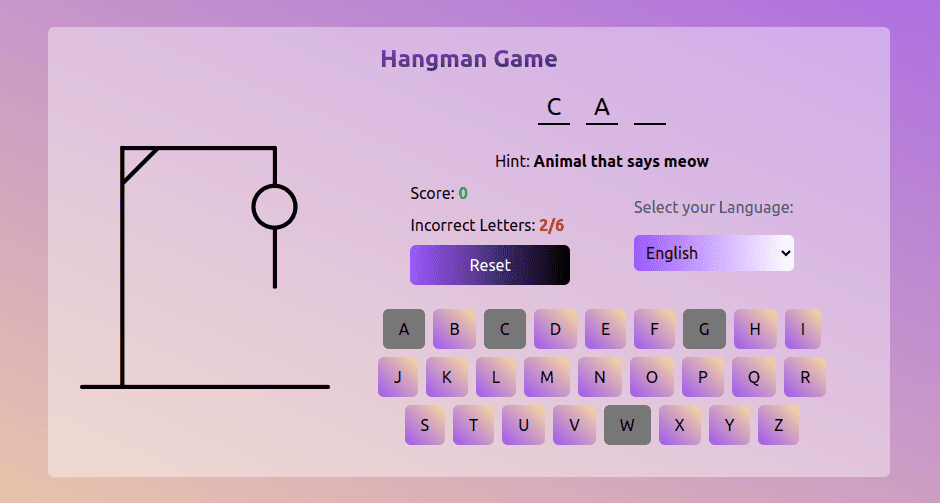 Hangman Game
C A
Hint: Animal that says meow
Score: 0
Select your Language:
Incorrect Letters: 2/6
English
Reset
A B C D E F G H I
J K L M N O P Q R
S T U V W X Y Z